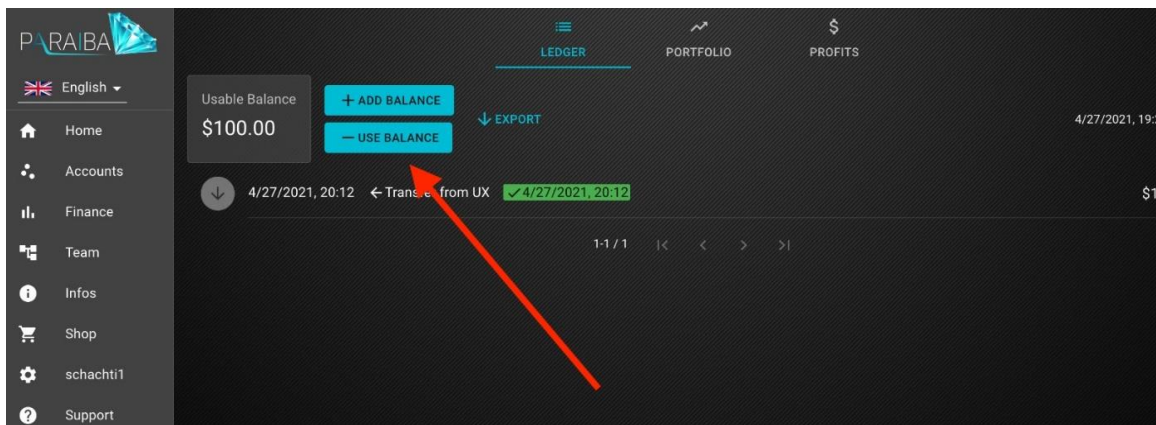 PARAIBA
English
Home
Accounts
Finance
Team
Infos
Shop
schachti1
Support
LEDGER
PORTFOLIO
PROFITS
Usable Balance
$100.00
+ ADD BALANCE
— USE BALANCE
EXPORT
4/27/2021, 19:
4/27/2021, 20:12 ← Transfer from UX ✓ 4/27/2021, 20:12
$1
1-1 / 1